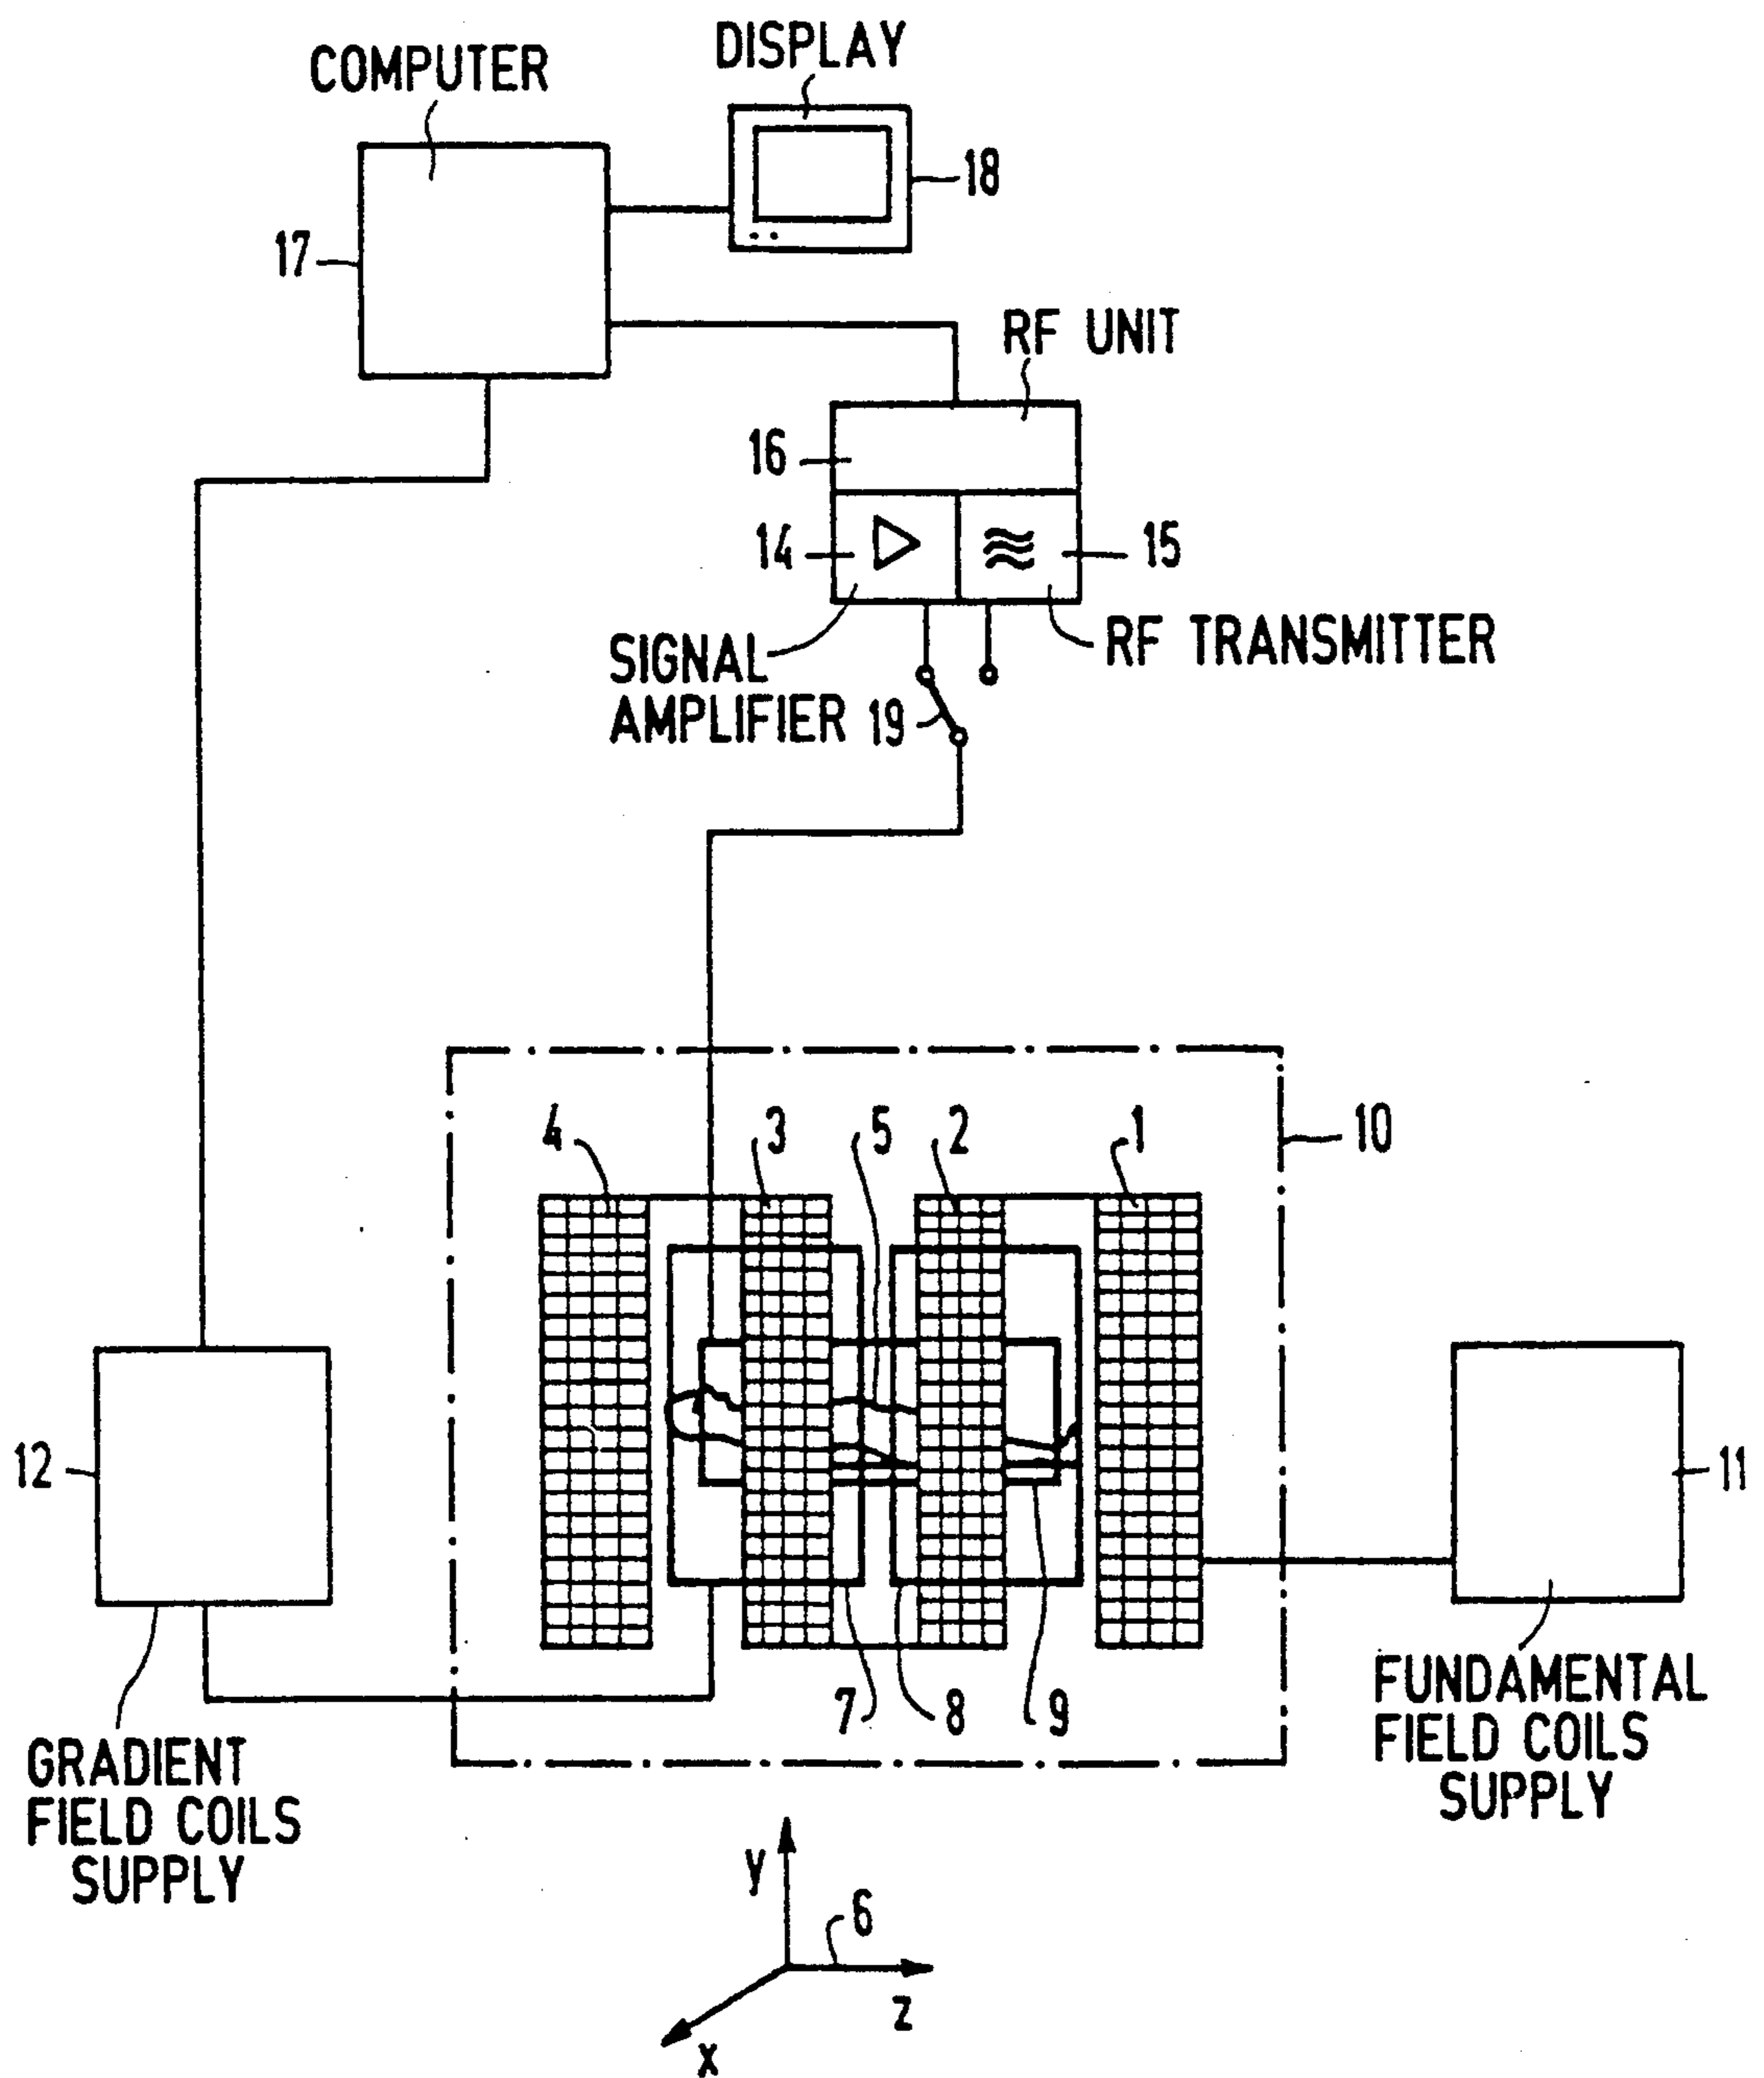 DISPLAY
COMPUTER
18
17
RF UNIT
16
14
15
SIGNAL
AMPLIFIER
RF TRANSMITTER
19
4
3
5
2
1
10
12
11
7
8
9
GRADIENT
FIELD COILS
SUPPLY
FUNDAMENTAL
FIELD COILS
SUPPLY
y
6
z
x